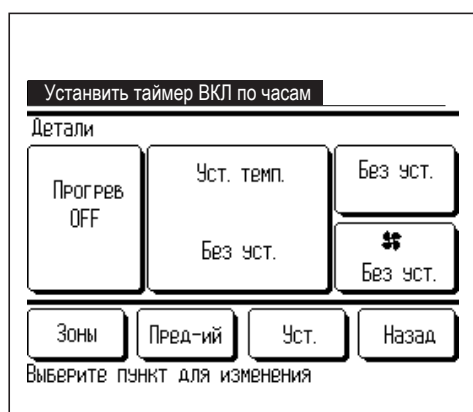 Устанвить таймер ВКЛ по часам
Детали
Прогрев
OFF
Уст. темп.
Без уст.
Без уст.
Без уст.
Зоны
Пред-ий
Уст.
Назад
Выберите пункт для изменения